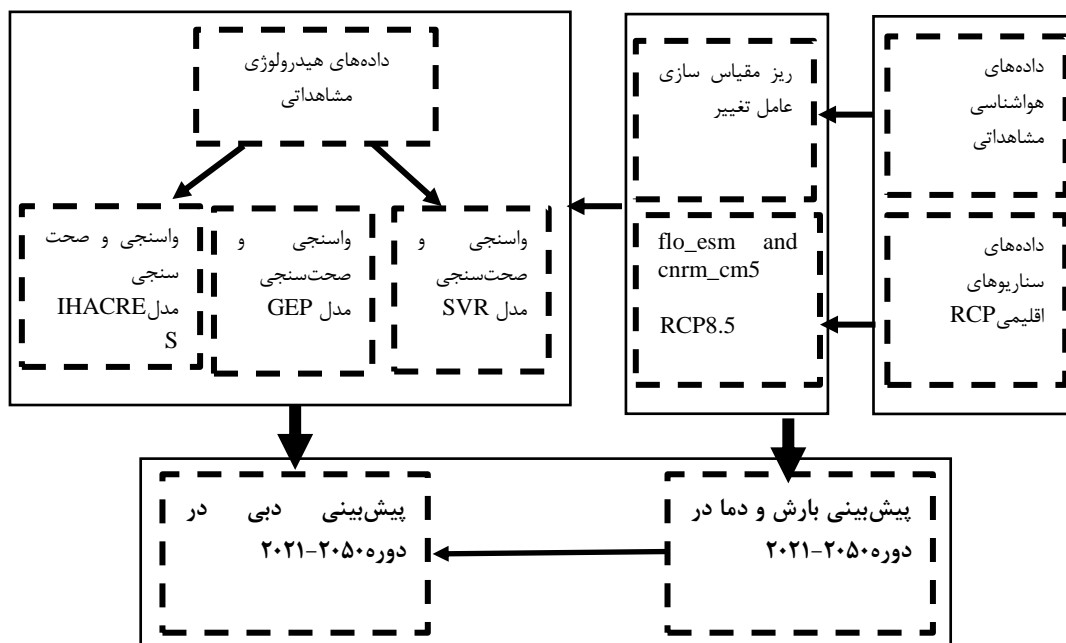 داده‌های
هواشناسی
مشاهداتی
داده‌های
سناریوهای
اقلیمیRCP
ریز مقیاس سازی
عامل تغییر
flo_esm and
cnrm_cm5
RCP8.5
داده‌های هیدرولوژی
مشاهداتی
واسنجی و
صحت‌سنجی
مدل SVR
واسنجی و
صحت‌سنجی
مدل GEP
واسنجی و صحت
سنجی
مدلIHACRE
S
پیش‌بینی بارش و دما در
دوره۲۰۵۰-۲۰۲۱
پیش‌بینی دبی در
دوره۲۰۵۰-۲۰۲۱